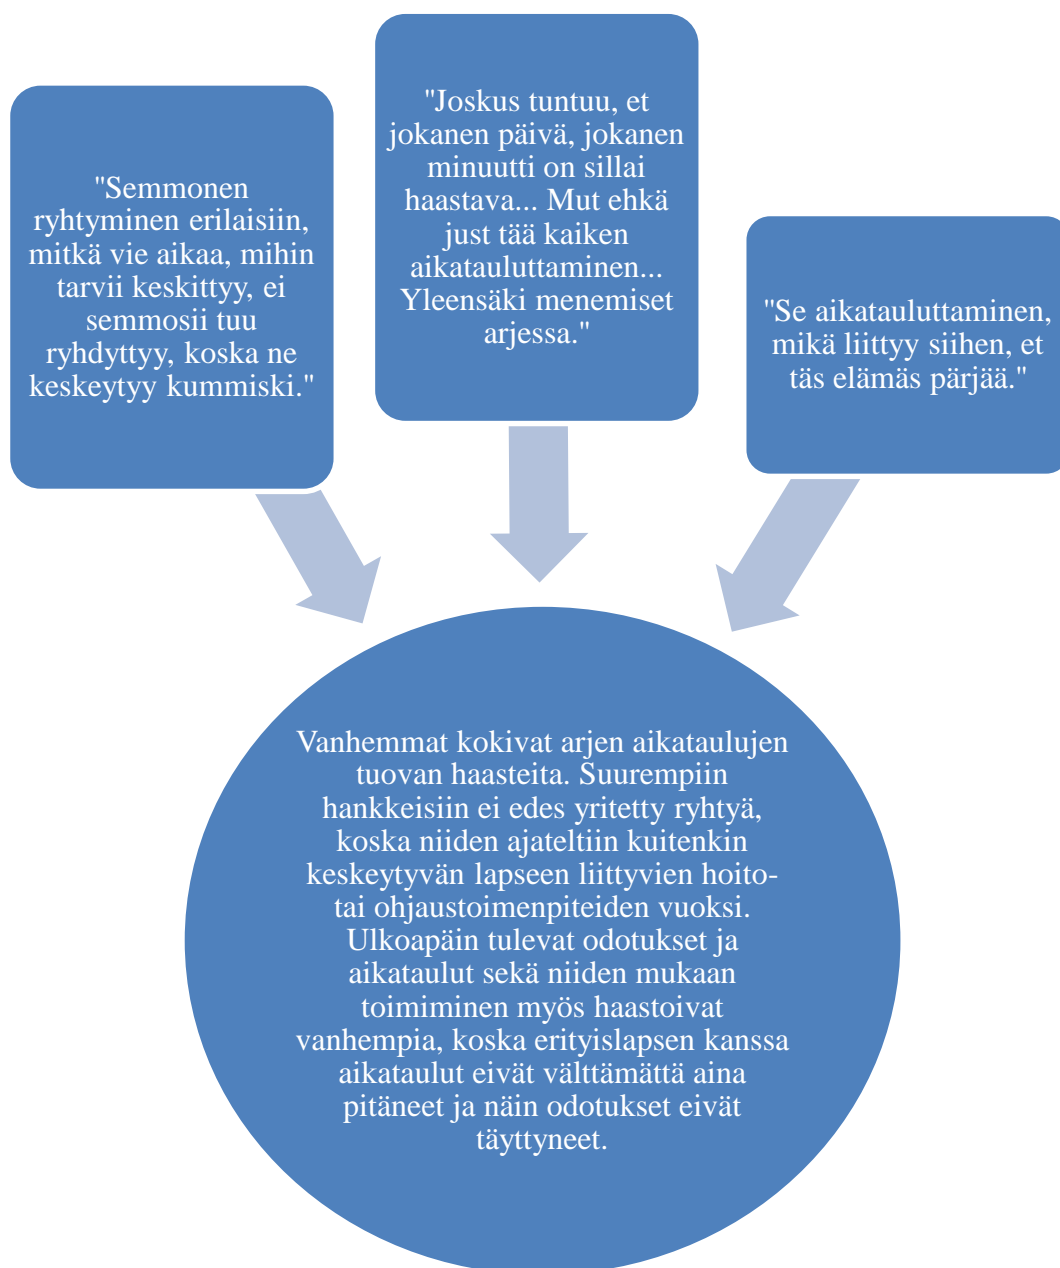 "Semmonen
ryhtyminen erilaisiin,
mitkä vie aikaa, mihin
tarvii keskittyy, ei
semmosii tuu
ryhdyttyy, koska ne
keskeytyy kummiski."
"Joskus tuntuu, et
jokanen päivä, jokanen
minuutti on sillai
haastava... Mut ehkä
just tää kaiken
aikatauluttaminen...
Yleensäki menemiset
arjessa."
"Se aikatauluttaminen,
mikä liittyy siihen, et
täs elämäs pärjää."
Vanhemmat kokivat arjen aikataulujen
tuovan haasteita. Suurempiin
hankkeisiin ei edes yritetty ryhtyä,
koska niiden ajateltiin kuitenkin
keskeytyvän lapseen liittyvien hoito-
tai ohjaustoimenpiteiden vuoksi.
Ulkoapäin tulevat odotukset ja
aikataulut sekä niiden mukaan
toimiminen myös haastoivat
vanhempia, koska erityislapsen kanssa
aikataulut eivät välttämättä aina
pitäneet ja näin odotukset eivät
täyttyneet.